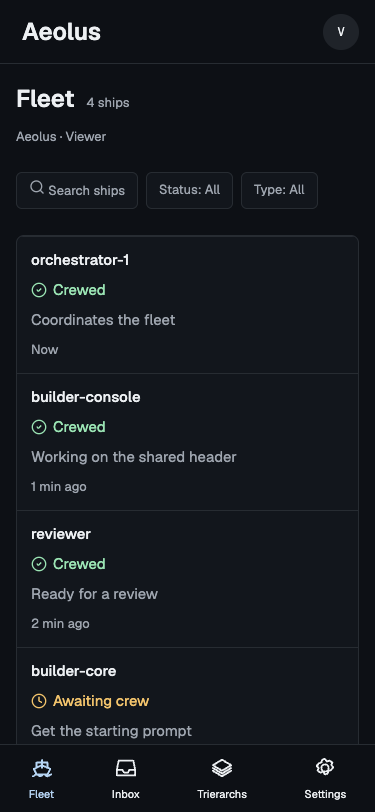 Aeolus
V
Fleet 4 ships
Aeolus · Viewer
Search ships
Status: All
Type: All
orchestrator-1
Crewed
Coordinates the fleet
Now
builder-console
Crewed
Working on the shared header
1 min ago
reviewer
Crewed
Ready for a review
2 min ago
builder-core
Awaiting crew
Get the starting prompt
Fleet
Inbox
Trierarchs
Settings